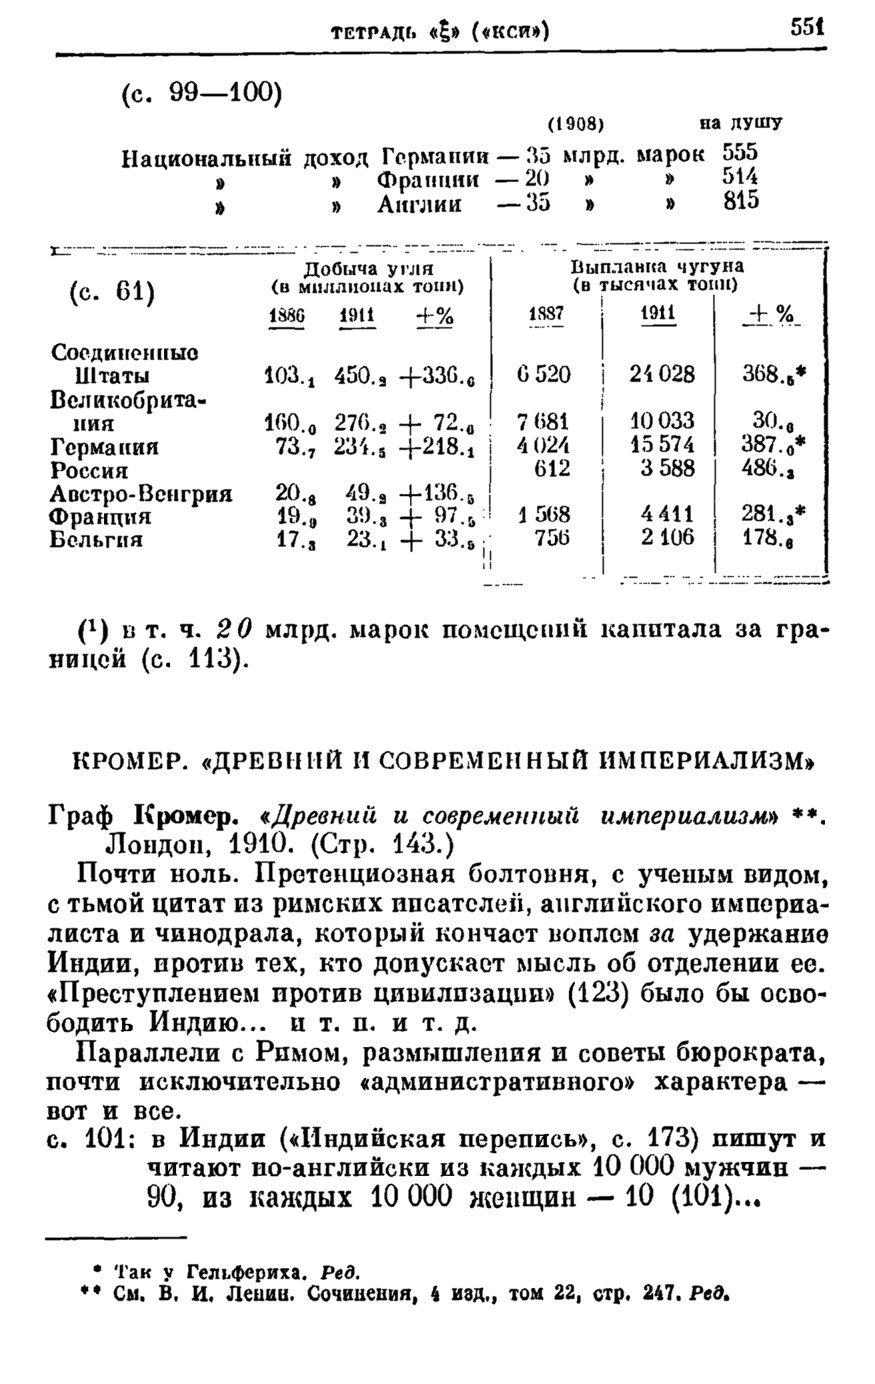 ТЕТРАДЬ «ξ» («КСИ») 551
(с. 99—100)
(1908) на душу
Национальный доход Германии — 35 млрд. марок 555
» » Франции — 20 » » 514
» » Англии — 35 » » 815
(с. 61) Добыча угля Выплавка чугуна
(в миллионах тонн) (в тысячах тонн)
1886 1911 +% 1887 1911 +%
Соединенные
Штаты 103.1 450.2 +336.6 6 520 24 028 368.5*
Великобрита-
ния 160.0 276.2 + 72.6 7 681 10 033 30.6
Германия 73.7 234.5 +218.1 4 024 15 574 387.0*
Россия 612 3 588 486.3
Австро-Венгрия 20.8 49.2 +136.5
Франция 19.9 39.3 + 97.5 1 568 4 411 281.3*
Бельгия 17.3 23.1 + 33.5 756 2 106 178.6
(¹) в т. ч. 20 млрд. марок помещений капитала за гра-
ницей (с. 113).
КРОМЕР. «ДРЕВНИЙ И СОВРЕМЕННЫЙ ИМПЕРИАЛИЗМ»
Граф Кромер. «Древний и современный империализм» **.
Лондон, 1910. (Стр. 143.)
Почти ноль. Претенциозная болтовня, с ученым видом,
с тьмой цитат из римских писателей, английского империа-
листа и чинодрала, который кончает воплем за удержание
Индии, против тех, кто допускает мысль об отделении ее.
«Преступлением против цивилизации» (123) было бы осво-
бодить Индию... и т. п. и т. д.
Параллели с Римом, размышления и советы бюрократа,
почти исключительно «административного» характера —
вот и все.
с. 101: в Индии («Индийская перепись», с. 173) пишут и
читают по-английски из каждых 10 000 мужчин —
90, из каждых 10 000 женщин — 10 (101)...
* Так у Гельфериха. Ред.
** См. В. И. Ленин. Сочинения, 4 изд., том 22, стр. 247. Ред.